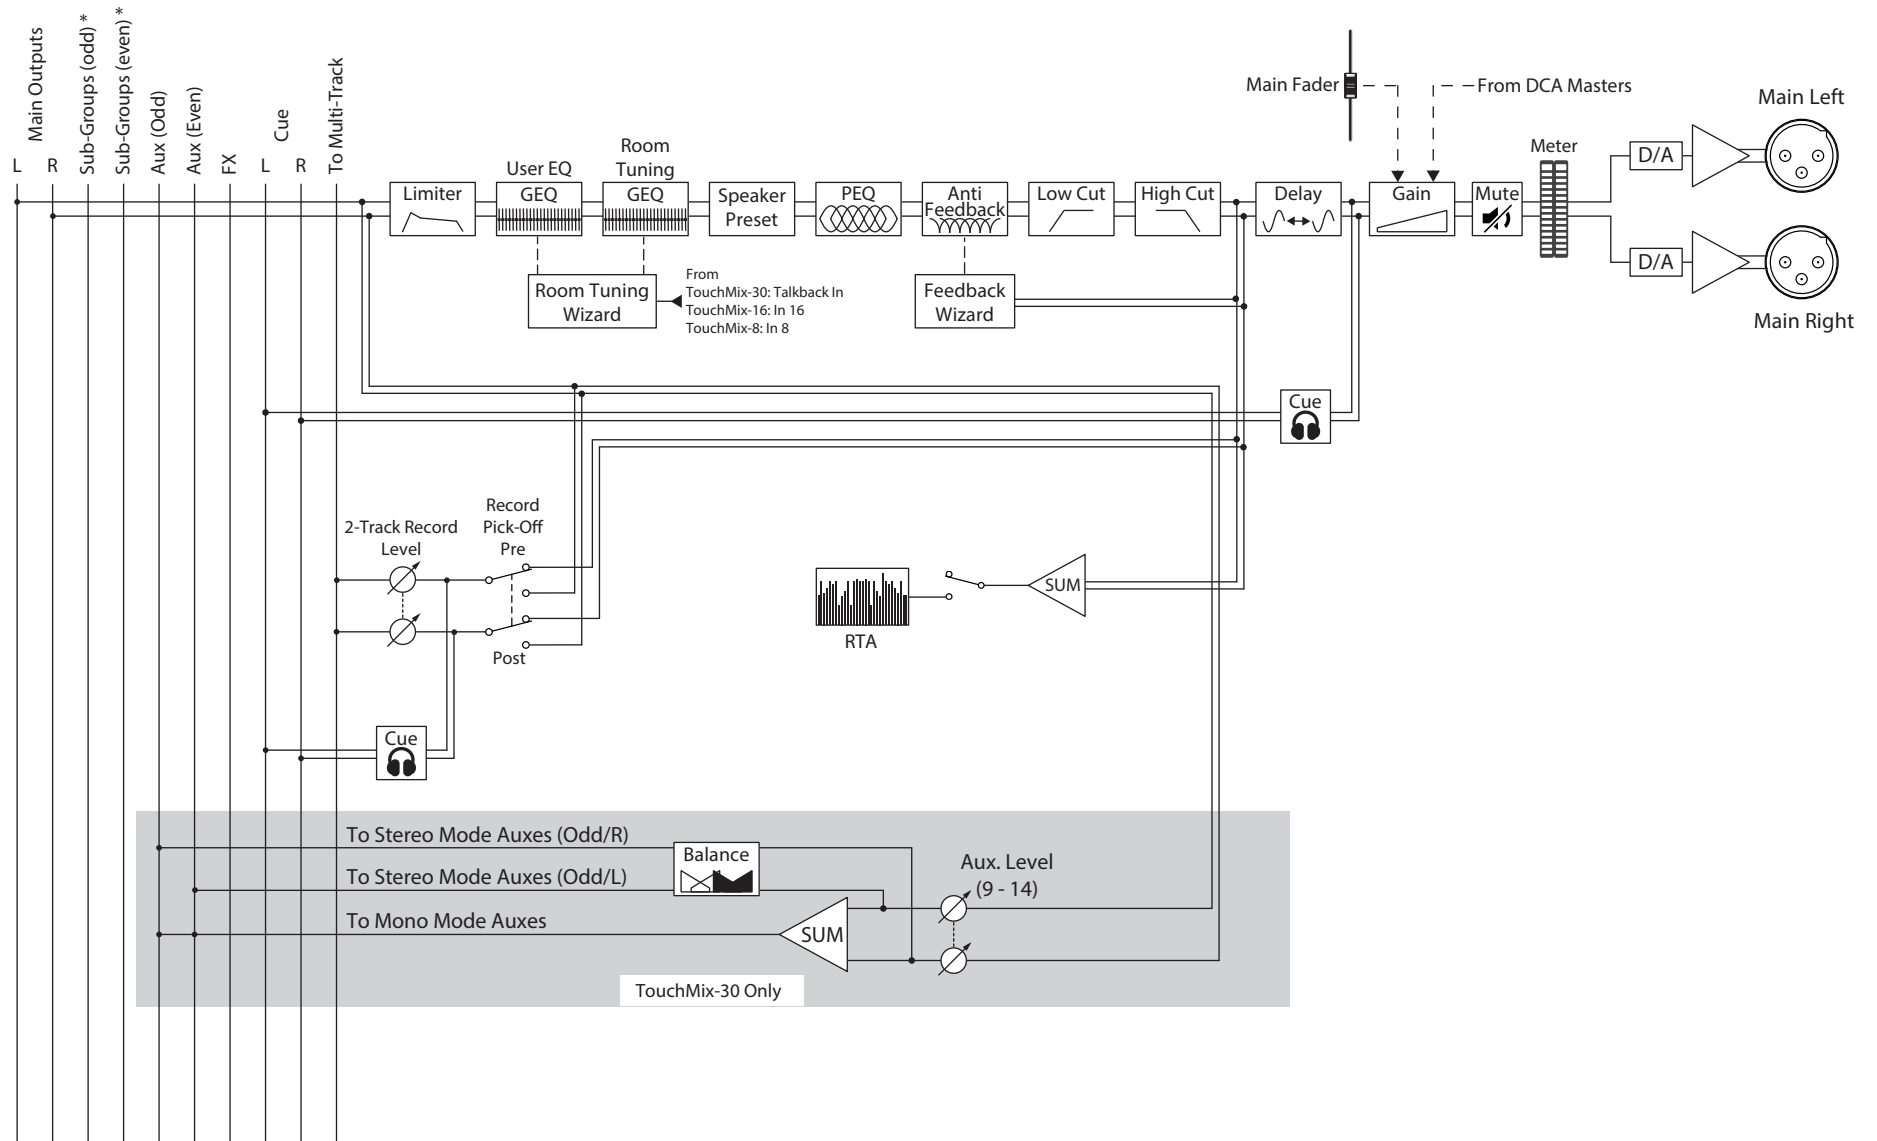 Main Outputs
L
R
Sub-Groups (odd) *
Sub-Groups (even) *
Aux (Odd)
Aux (Even)
FX
Cue
L
R
To Multi-Track
Main Fader
From DCA Masters
Main Left
Meter
D/A
D/A
Main Right
User EQ
Room
Tuning
Limiter
GEQ
GEQ
Speaker
Preset
PEQ
Anti
Feedback
Low Cut
High Cut
Delay
Gain
Mute
Room Tuning
Wizard
From
TouchMix-30: Talkback In
TouchMix-16: In 16
TouchMix-8: In 8
Feedback
Wizard
Cue
2-Track Record
Level
Record
Pick-Off
Pre
Post
RTA
SUM
Cue
To Stereo Mode Auxes (Odd/R)
To Stereo Mode Auxes (Odd/L)
To Mono Mode Auxes
Balance
SUM
Aux. Level
(9 - 14)
TouchMix-30 Only